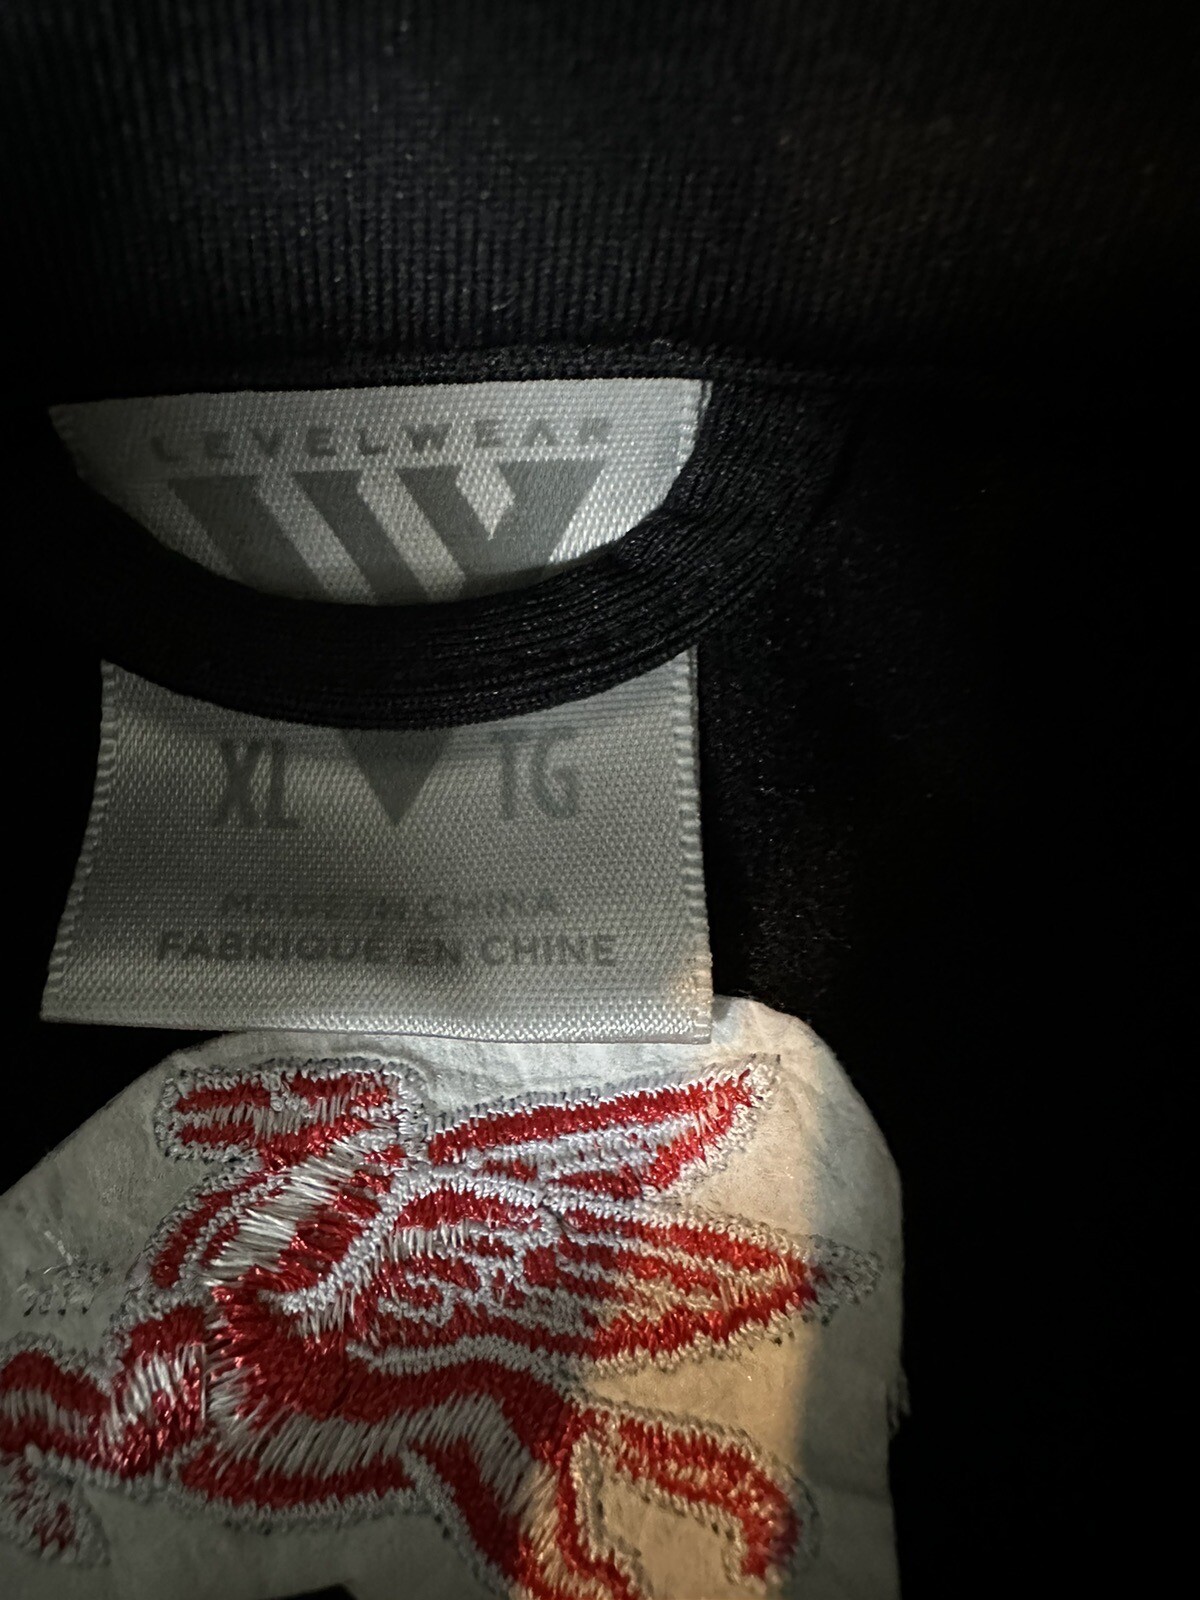 LEVELWEAR
XL TG
MADE IN CHINA
FABRIQUÉ EN CHINE